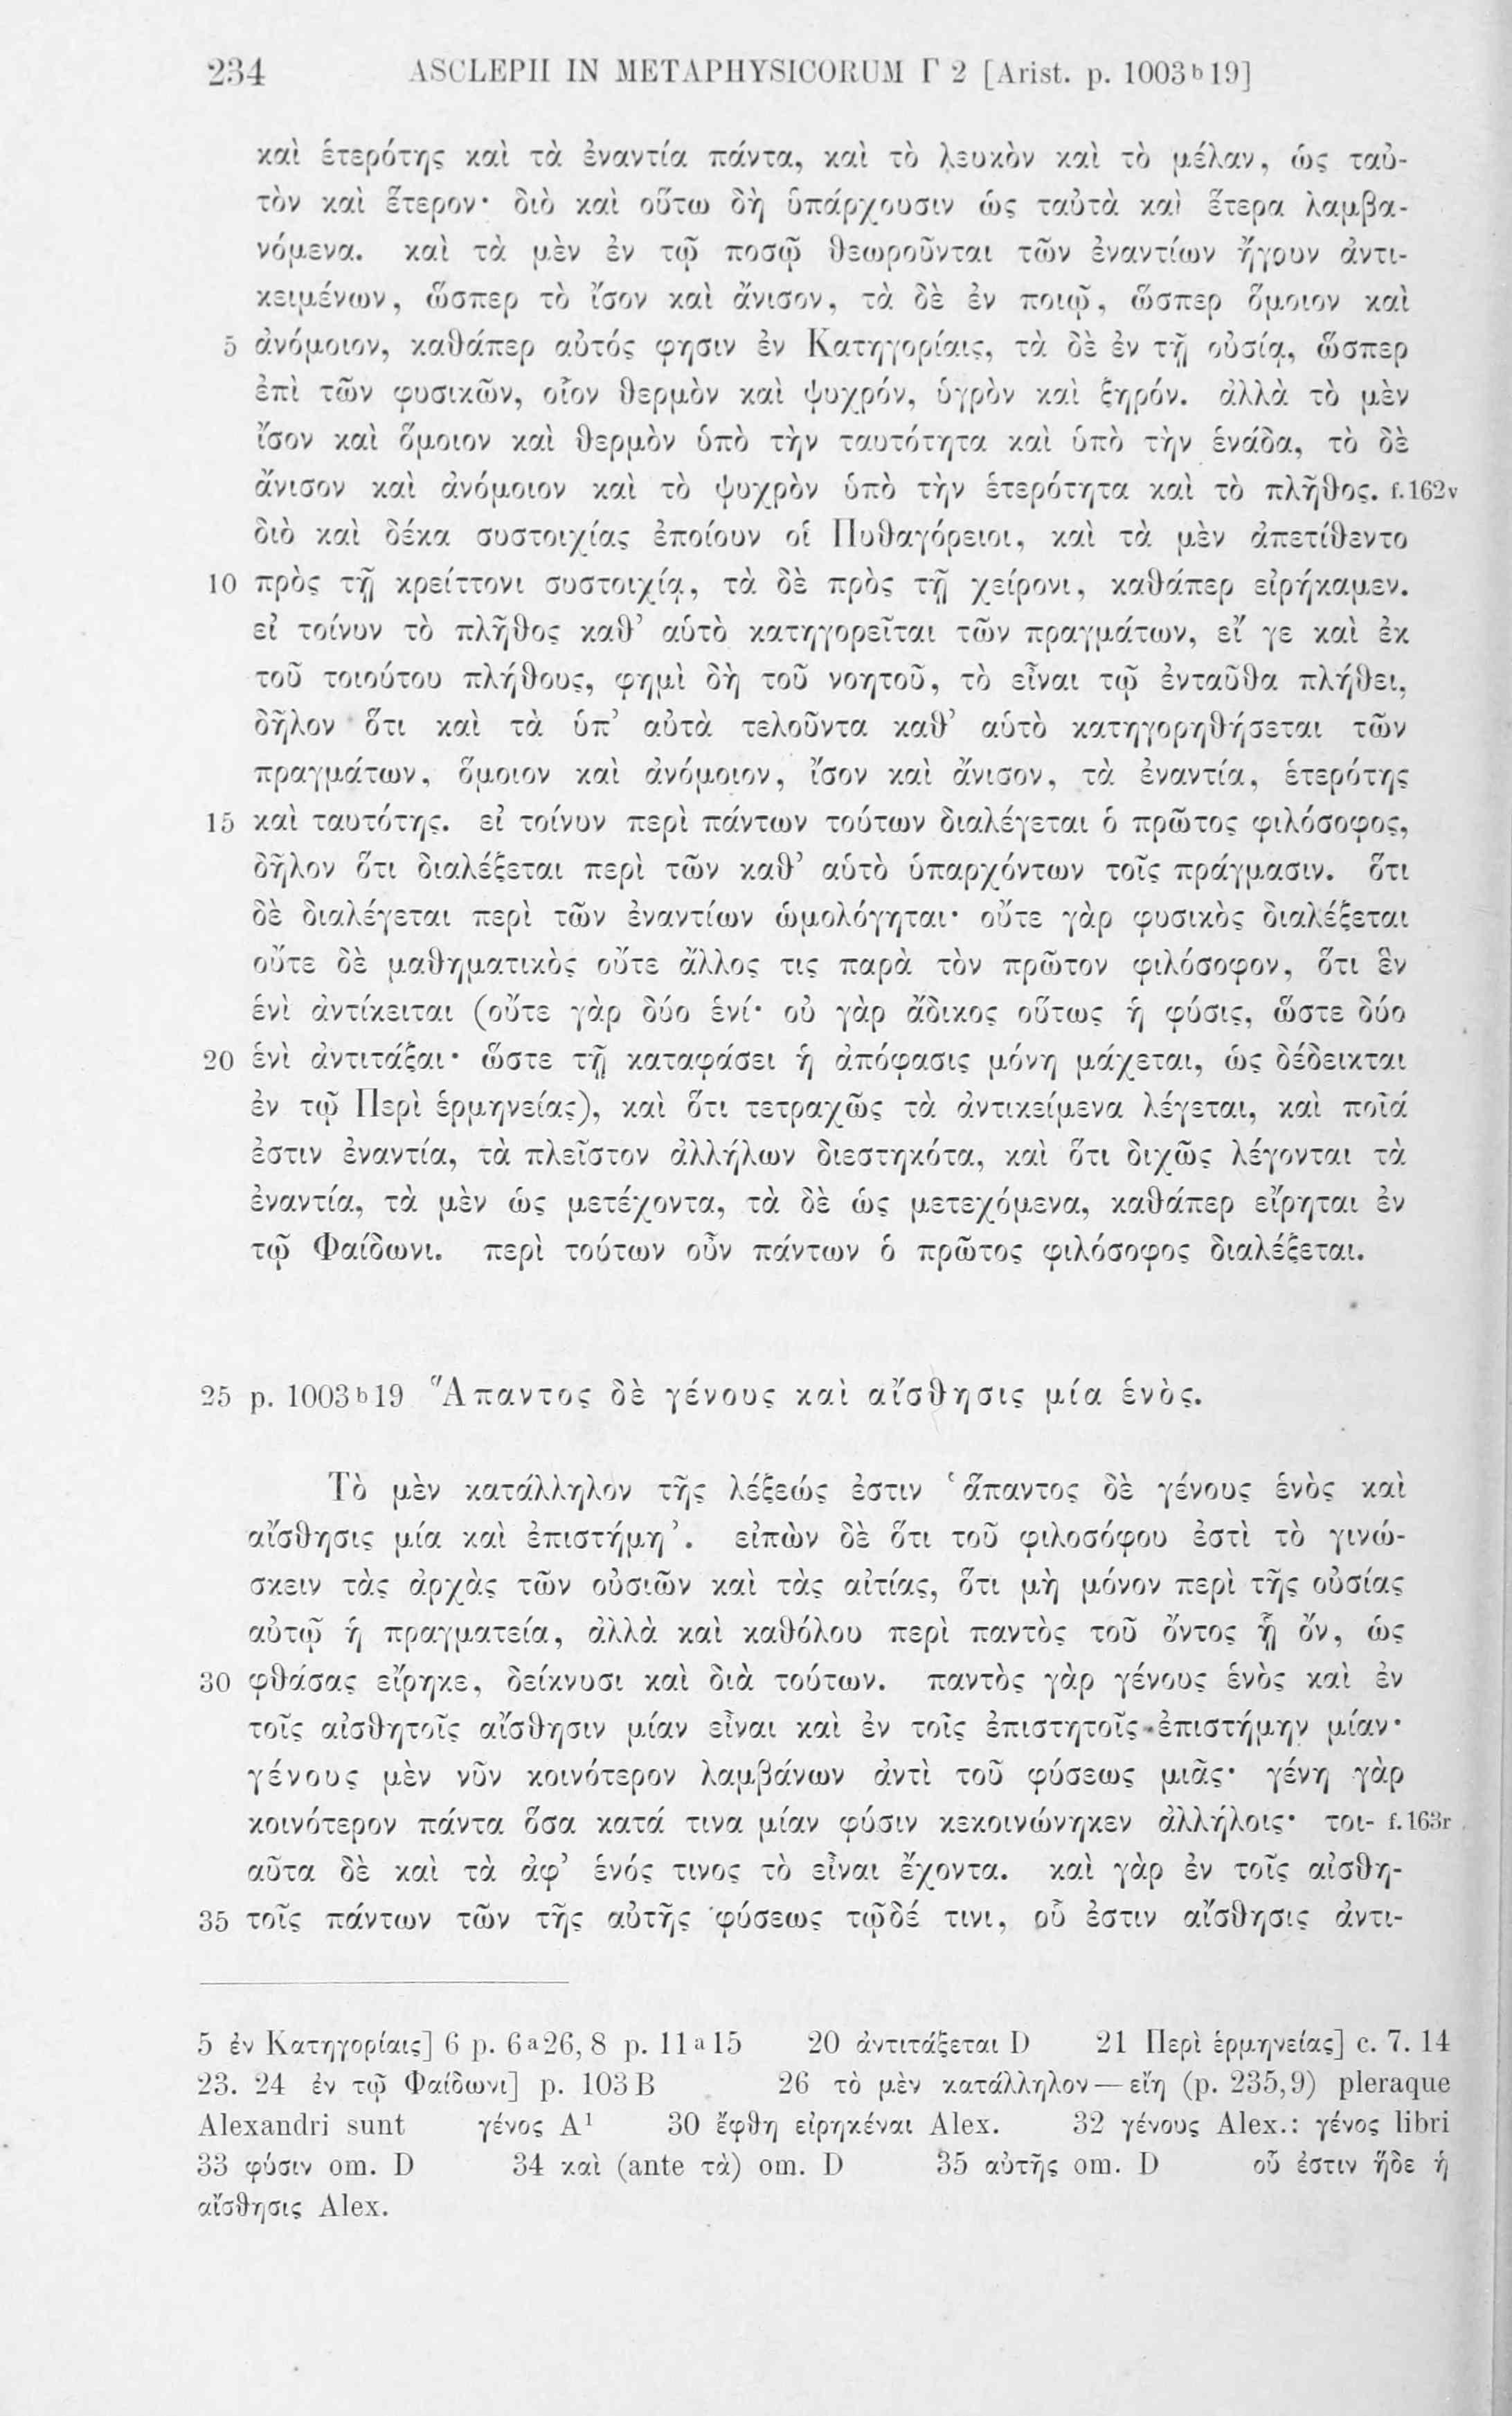 234 ASCLEPII IN METAPHYSICORUM Γ 2 [Arist. p. 1003ᵇ19]
καὶ ἑτερότης καὶ τὰ ἐναντία πάντα, καὶ τὸ λευκὸν καὶ τὸ μέλαν, ὡς ταὐ-
τὸν καὶ ἕτερον· διὸ καὶ οὕτω δὴ ὑπάρχουσιν ὡς ταὐτὰ καὶ ἕτερα λαμβα-
νόμενα. καὶ τὰ μὲν ἐν τῷ ποσῷ θεωροῦνται τῶν ἐναντίων ἤγουν ἀντι-
κειμένων, ὥσπερ τὸ ἴσον καὶ ἄνισον, τὰ δὲ ἐν ποιῷ, ὥσπερ ὅμοιον καὶ
5 ἀνόμοιον, καθάπερ αὐτός φησιν ἐν Κατηγορίαις, τὰ δὲ ἐν τῇ οὐσίᾳ, ὥσπερ
ἐπὶ τῶν φυσικῶν, οἷον θερμὸν καὶ ψυχρόν, ὑγρὸν καὶ ξηρόν. ἀλλὰ τὸ μὲν
ἴσον καὶ ὅμοιον καὶ θερμὸν ὑπὸ τὴν ταυτότητα καὶ ὑπὸ τὴν ἑνάδα, τὸ δὲ
ἄνισον καὶ ἀνόμοιον καὶ τὸ ψυχρὸν ὑπὸ τὴν ἑτερότητα καὶ τὸ πλῆθος. f.162v
διὸ καὶ δέκα συστοιχίας ἐποίουν οἱ Πυθαγόρειοι, καὶ τὰ μὲν ἀπετίθεντο
10 πρὸς τῇ κρείττονι συστοιχίᾳ, τὰ δὲ πρὸς τῇ χείρονι, καθάπερ εἰρήκαμεν.
εἰ τοίνυν τὸ πλῆθος καθ’ αὑτὸ κατηγορεῖται τῶν πραγμάτων, εἴ γε καὶ ἐκ
τοῦ τοιούτου πλήθους, φημὶ δὴ τοῦ νοητοῦ, τὸ εἶναι τῷ ἐνταῦθα πλήθει,
δῆλον ὅτι καὶ τὰ ὑπ’ αὐτὰ τελοῦντα καθ’ αὑτὸ κατηγορηθήσεται τῶν
πραγμάτων, ὅμοιον καὶ ἀνόμοιον, ἴσον καὶ ἄνισον, τὰ ἐναντία, ἑτερότης
15 καὶ ταυτότης. εἰ τοίνυν περὶ πάντων τούτων διαλέγεται ὁ πρῶτος φιλόσοφος,
δῆλον ὅτι διαλέξεται περὶ τῶν καθ’ αὑτὸ ὑπαρχόντων τοῖς πράγμασιν. ὅτι
δὲ διαλέγεται περὶ τῶν ἐναντίων ὡμολόγηται· οὔτε γὰρ φυσικὸς διαλέξεται
οὔτε δὲ μαθηματικὸς οὔτε ἄλλος τις παρὰ τὸν πρῶτον φιλόσοφον, ὅτι ἓν
ἑνὶ ἀντίκειται (οὔτε γὰρ δύο ἑνί· οὐ γὰρ ἄδικος οὕτως ἡ φύσις, ὥστε δύο
20 ἑνὶ ἀντιτάξαι· ὥστε τῇ καταφάσει ἡ ἀπόφασις μόνη μάχεται, ὡς δέδεικται
ἐν τῷ Περὶ ἑρμηνείας), καὶ ὅτι τετραχῶς τὰ ἀντικείμενα λέγεται, καὶ ποῖά
ἐστιν ἐναντία, τὰ πλεῖστον ἀλλήλων διεστηκότα, καὶ ὅτι διχῶς λέγονται τὰ
ἐναντία, τὰ μὲν ὡς μετέχοντα, τὰ δὲ ὡς μετεχόμενα, καθάπερ εἴρηται ἐν
τῷ Φαίδωνι. περὶ τούτων οὖν πάντων ὁ πρῶτος φιλόσοφος διαλέξεται.
25 p. 1003ᵇ19 Ἅπαντος δὲ γένους καὶ αἴσθησις μία ἑνὸς.
Τὸ μὲν κατάλληλον τῆς λέξεώς ἐστιν ‘ἅπαντος δὲ γένους ἑνὸς καὶ
αἴσθησις μία καὶ ἐπιστήμη’. εἰπὼν δὲ ὅτι τοῦ φιλοσόφου ἐστὶ τὸ γινώ-
σκειν τὰς ἀρχὰς τῶν οὐσιῶν καὶ τὰς αἰτίας, ὅτι μὴ μόνον περὶ τῆς οὐσίας
αὐτῷ ἡ πραγματεία, ἀλλὰ καὶ καθόλου περὶ παντὸς τοῦ ὄντος ᾗ ὄν, ὡς
30 φθάσας εἴρηκε, δείκνυσι καὶ διὰ τούτων. παντὸς γὰρ γένους ἑνὸς καὶ ἐν
τοῖς αἰσθητοῖς αἴσθησιν μίαν εἶναι καὶ ἐν τοῖς ἐπιστητοῖς ἐπιστήμην μίαν·
γένους μὲν νῦν κοινότερον λαμβάνων ἀντὶ τοῦ φύσεως μιᾶς· γένη γὰρ
κοινότερον πάντα ὅσα κατά τινα μίαν φύσιν κεκοινώνηκεν ἀλλήλοις· τοι- f.163r
αῦτα δὲ καὶ τὰ ἀφ’ ἑνός τινος τὸ εἶναι ἔχοντα. καὶ γὰρ ἐν τοῖς αἰσθη-
35 τοῖς πάντων τῶν τῆς αὐτῆς φύσεως τῷδέ τινι, οὗ ἐστιν αἴσθησις ἀντι-
5 ἐν Κατηγορίαις] 6 p. 6ᵃ26, 8 p. 11ᵃ15 20 ἀντιτάξεται D 21 Περὶ ἑρμηνείας] c. 7. 14
23. 24 ἐν τῷ Φαίδωνι] p. 103 B 26 τὸ μὲν κατάλληλον — εἴη (p. 235,9) pleraque
Alexandri sunt γένος A¹ 30 ἔφθη εἰρηκέναι Alex. 32 γένους Alex.: γένος libri
33 φύσιν om. D 34 καὶ (ante τὰ) om. D 35 αὐτῆς om. D οὗ ἐστιν ἥδε ἡ
αἴσθησις Alex.